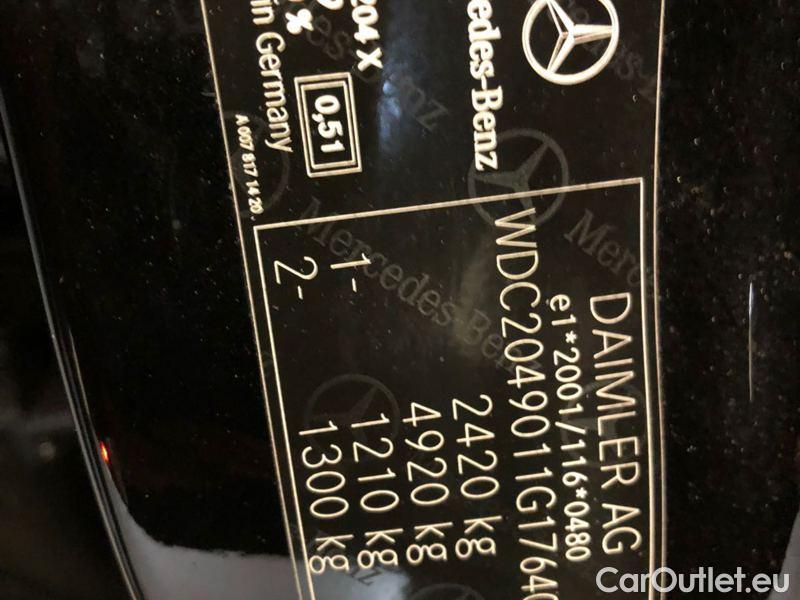 DAIMLER AG
e1*2001/116*0480
WDC2049011G1764
2420 kg
4920 kg
1- 1210 kg
2- 1300 kg
Mercedes-Benz
204 X
in Germany
0,51
A 007 817 14 20
CarOutlet.eu